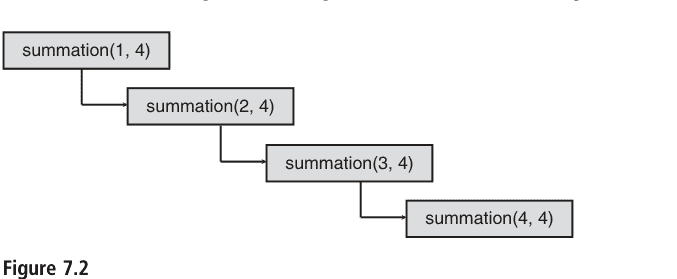 summation(1, 4)
summation(2, 4)
summation(3, 4)
summation(4, 4)
Figure 7.2